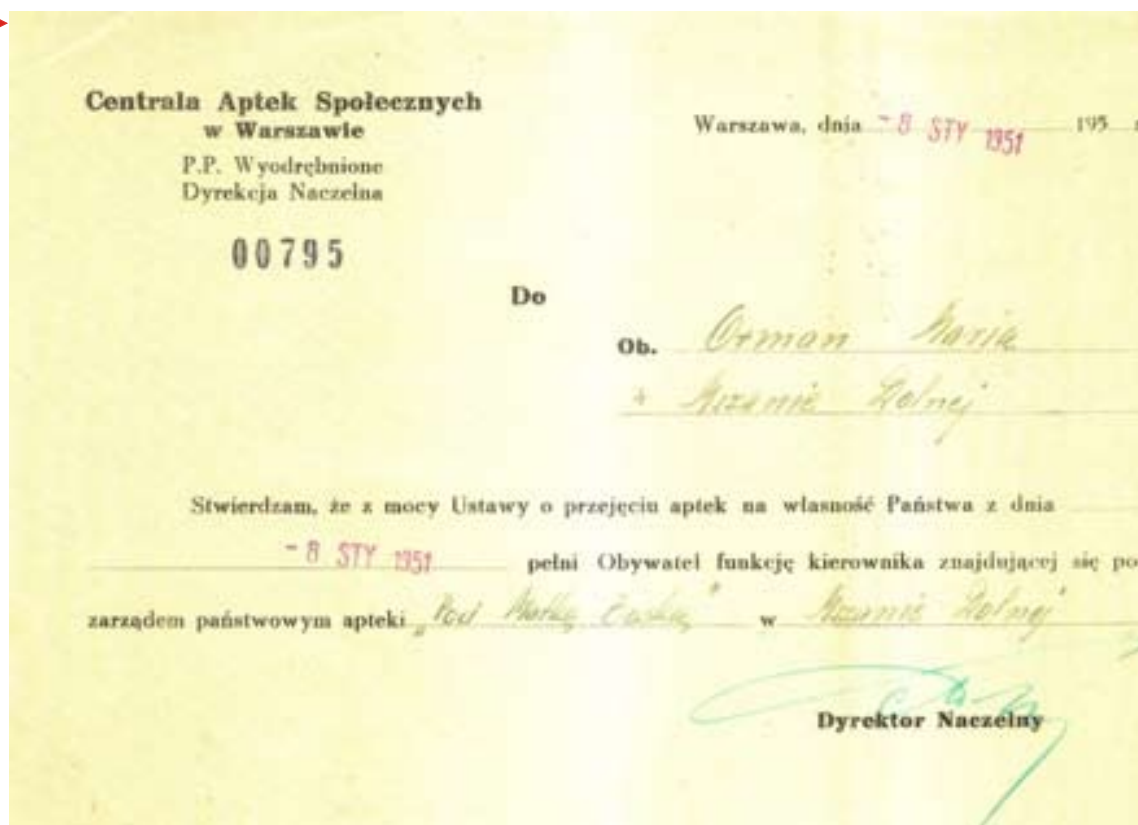 Centrala Aptek Społecznych
w Warszawie
P.P. Wyodrębnione
Dyrekcja Naczelna
00795
Warszawa, dnia - 8 STY 1951 195
Do
Ob. Orman Maria
Mszanie Dolnej
Stwierdzam, że z mocy Ustawy o przejęciu aptek na własność Państwa z dnia
- 8 STY 1951 pełni Obywatel funkcję kierownika znajdującej się po
zarządem państwowym apteki „Pod Matką Boską" w Mszanie Dolnej
Dyrektor Naczelny